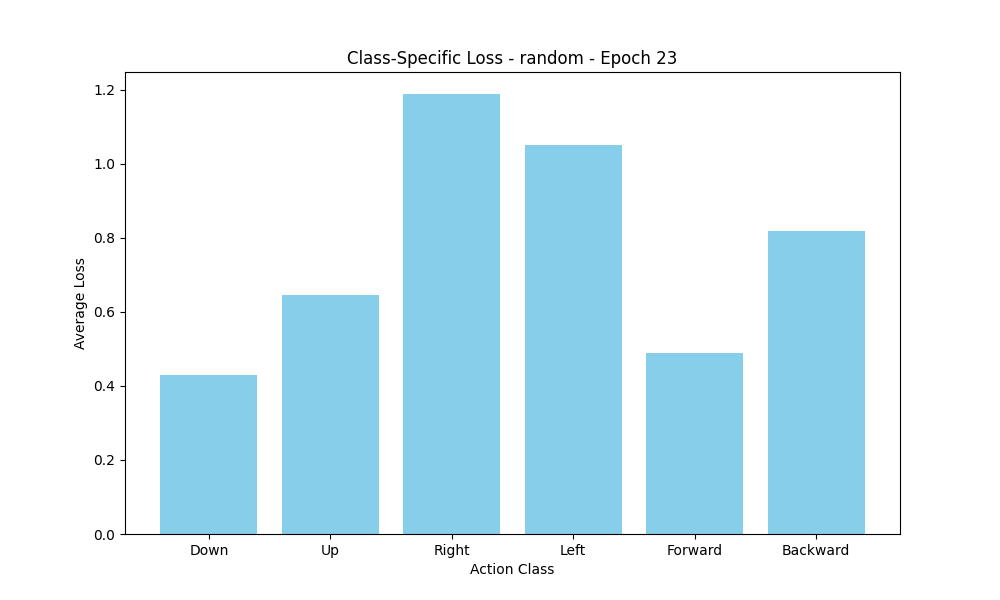 Class-Specific Loss - random - Epoch 23
Average Loss
1.2
1.0
0.8
0.6
0.4
0.2
0.0
Down Up Right Left Forward Backward
Action Class